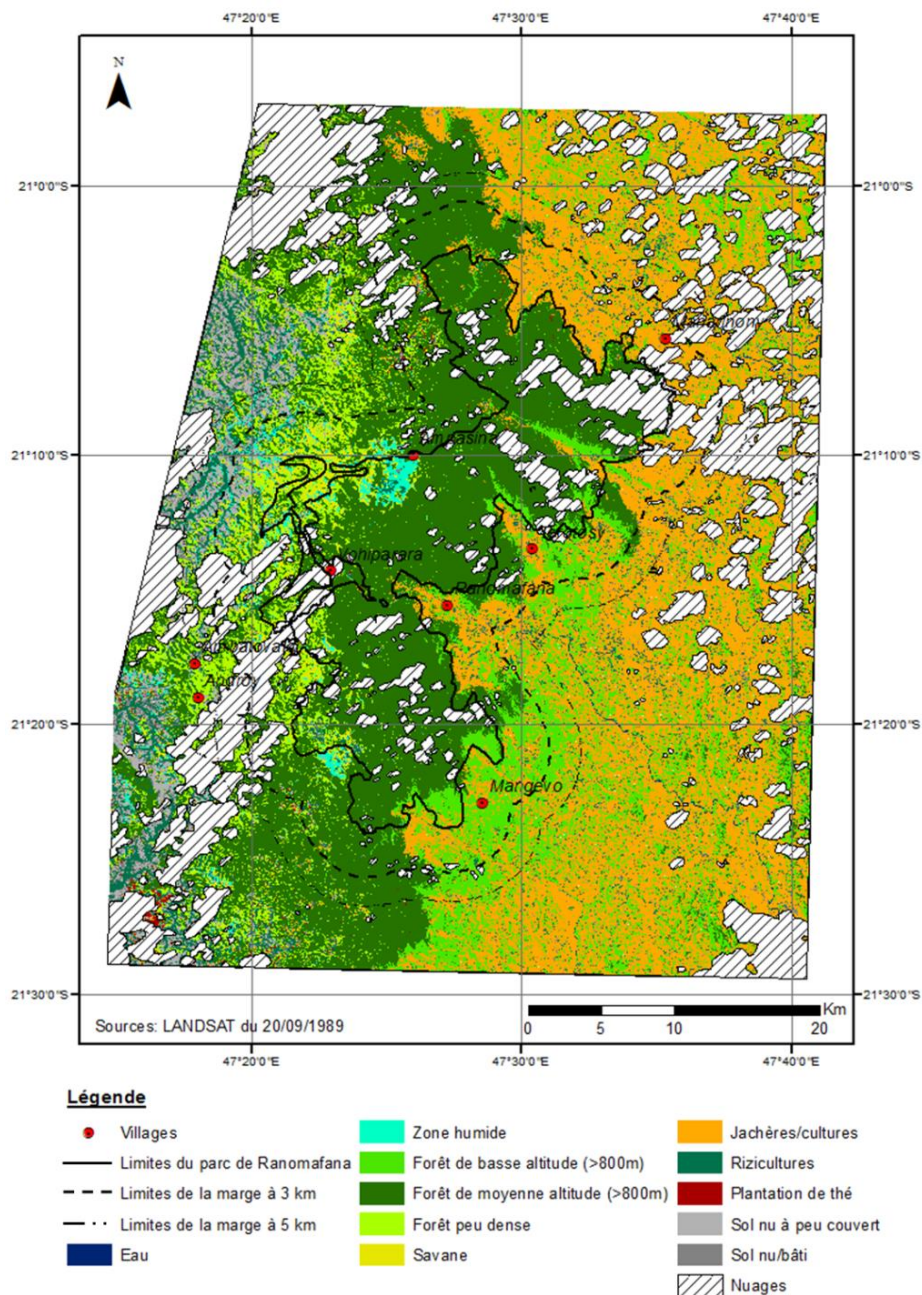 47°20'0"E
47°30'0"E
47°40'0"E
N
21°0'0"S
21°0'0"S
21°10'0"S
21°10'0"S
Vohiparara
Ranomafana
Androy
21°20'0"S
21°20'0"S
Mangevo
21°30'0"S
21°30'0"S
Sources: LANDSAT du 20/09/1989
Km
0 5 10 20
47°20'0"E
47°30'0"E
47°40'0"E
Légende
Villages
Limites du parc de Ranomafana
Limites de la marge à 3 km
Limites de la marge à 5 km
Eau
Zone humide
Forêt de basse altitude (>800m)
Forêt de moyenne altitude (>800m)
Forêt peu dense
Savane
Jachères/cultures
Rizicultures
Plantation de thé
Sol nu à peu couvert
Sol nu/bâti
Nuages